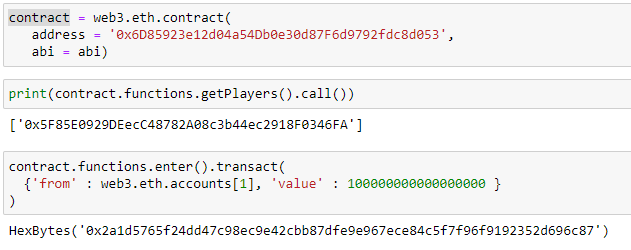 contract = web3.eth.contract(
address = '0x6D85923e12d04a54Db0e30d87F6d9792fdc8d053',
abi = abi)
print(contract.functions.getPlayers().call())
['0x5F85E0929DEecC48782A08c3b44ec2918F0346FA']
contract.functions.enter().transact(
{'from' : web3.eth.accounts[1], 'value' : 100000000000000000 }
)
HexBytes('0x2a1d5765f24dd47c98ec9e42cbb87dfe9e967ece84c5f7f96f9192352d696c87')